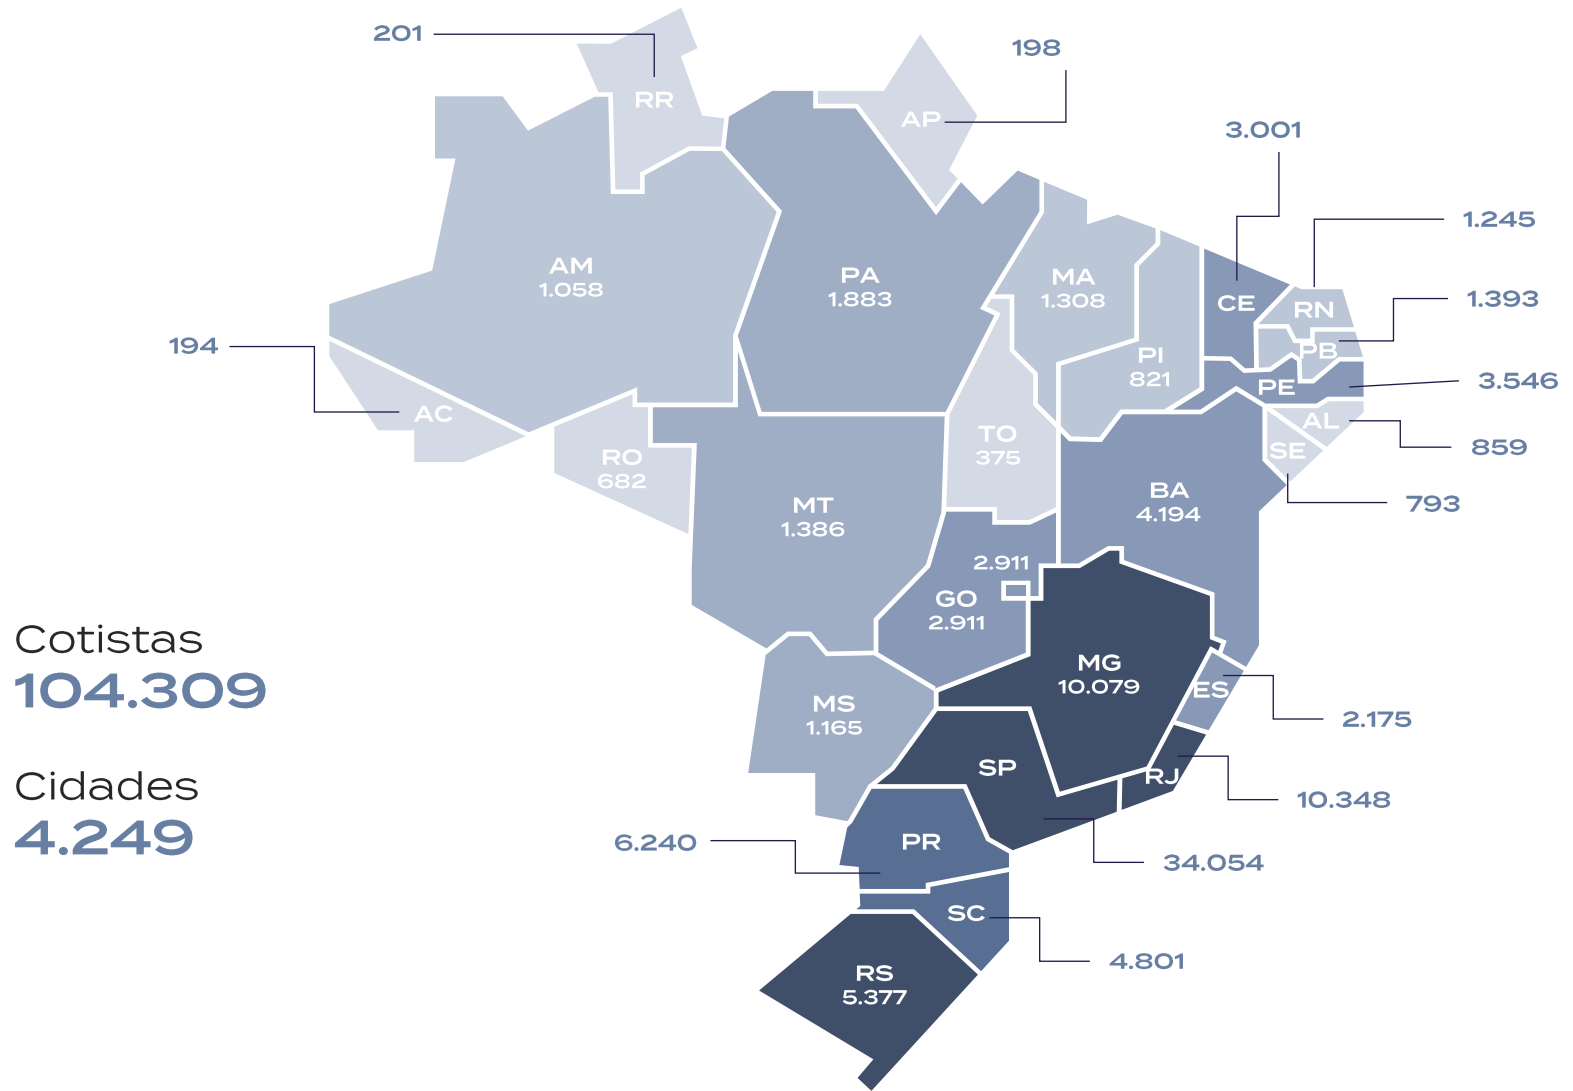 201
RR
198
AP
3.001
1.245
AM
1.058
PA
1.883
MA
1.308
CE
RN
1.393
194
AC
PI
821
PB
PE
3.546
TO
375
AL
859
RO
682
SE
793
MT
1.386
BA
4.194
2.911
GO
2.911
Cotistas
104.309
MG
10.079
ES
2.175
MS
1.165
SP
RJ
10.348
Cidades
4.249
6.240
PR
34.054
SC
4.801
RS
5.377